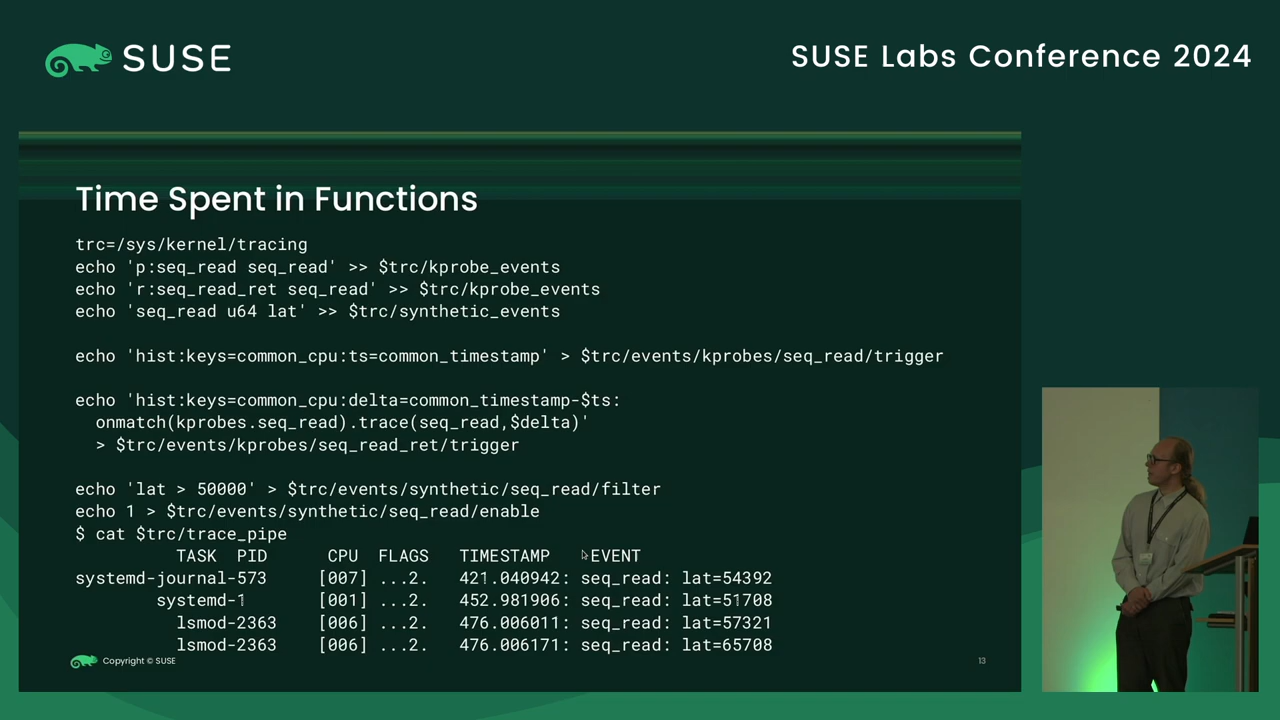 SUSE
SUSE Labs Conference 2024
Time Spent in Functions
trc=/sys/kernel/tracing
echo 'p:seq_read seq_read' >> $trc/kprobe_events
echo 'r:seq_read_ret seq_read' >> $trc/kprobe_events
echo 'seq_read u64 lat' >> $trc/synthetic_events
echo 'hist:keys=common_cpu:ts=common_timestamp' > $trc/events/kprobes/seq_read/trigger
echo 'hist:keys=common_cpu:delta=common_timestamp-$ts:
onmatch(kprobes.seq_read).trace(seq_read,$delta)'
> $trc/events/kprobes/seq_read_ret/trigger
echo 'lat > 50000' > $trc/events/synthetic/seq_read/filter
echo 1 > $trc/events/synthetic/seq_read/enable
$ cat $trc/trace_pipe
TASK PID CPU FLAGS TIMESTAMP EVENT
systemd-journal-573 [007] ...2. 421.040942: seq_read: lat=54392
systemd-1 [001] ...2. 452.981906: seq_read: lat=51708
lsmod-2363 [006] ...2. 476.006011: seq_read: lat=57321
lsmod-2363 [006] ...2. 476.006171: seq_read: lat=65708
Copyright © SUSE
13